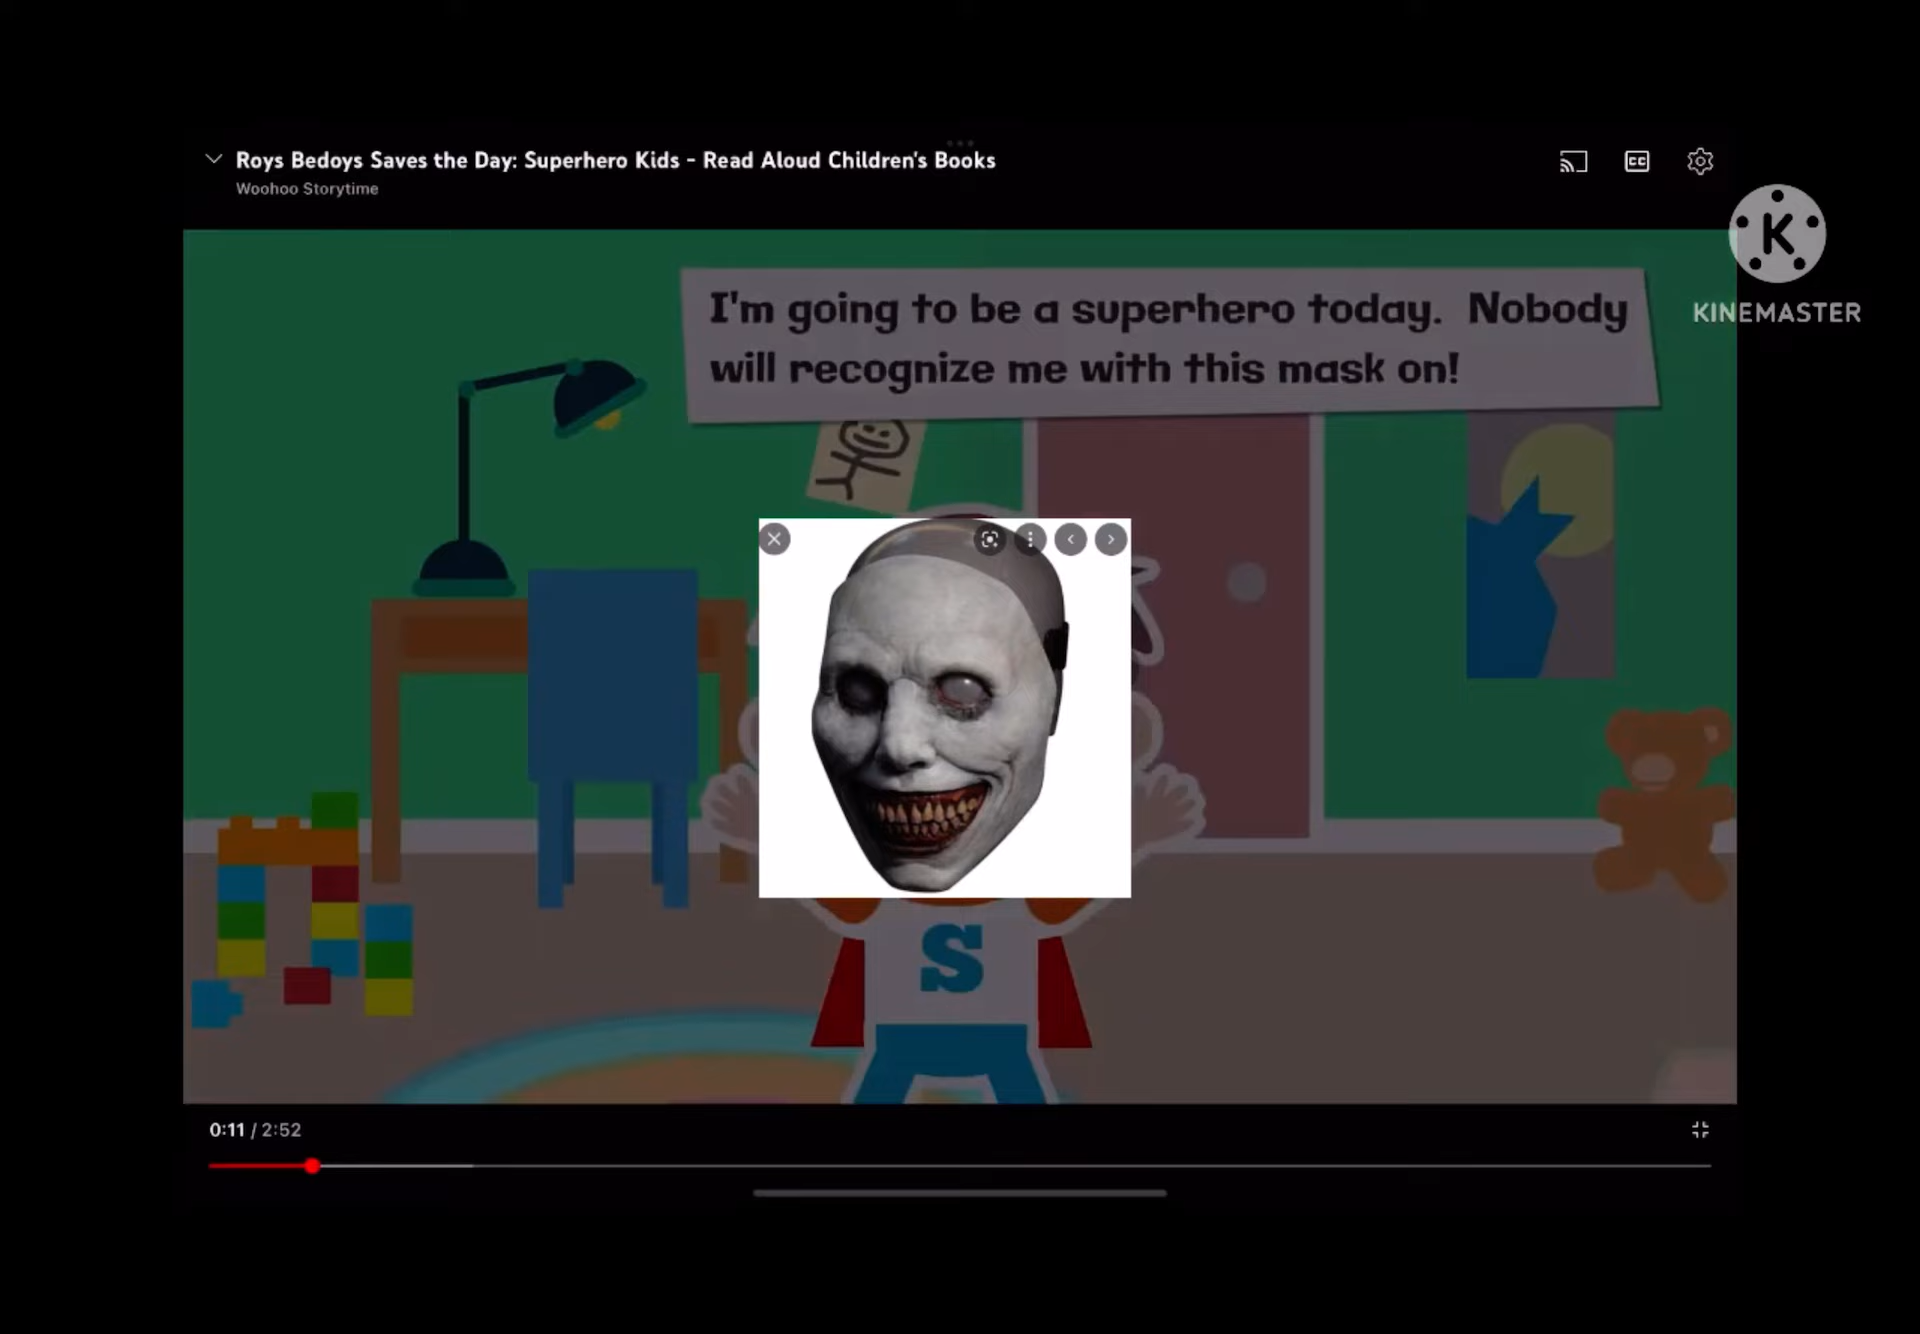 Roys Bedoys Saves the Day: Superhero Kids - Read Aloud Children's Books
Woohoo Storytime
K
KINEMASTER
I'm going to be a superhero today. Nobody
will recognize me with this mask on!
S
0:11 / 2:52
CC